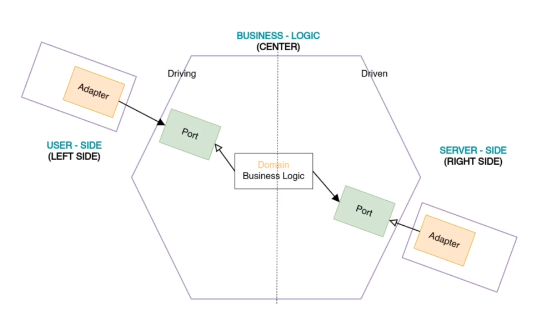 BUSINESS - LOGIC
(CENTER)
Driving
Driven
Adapter
Port
USER - SIDE
(LEFT SIDE)
Domain
Business Logic
SERVER - SIDE
(RIGHT SIDE)
Port
Adapter